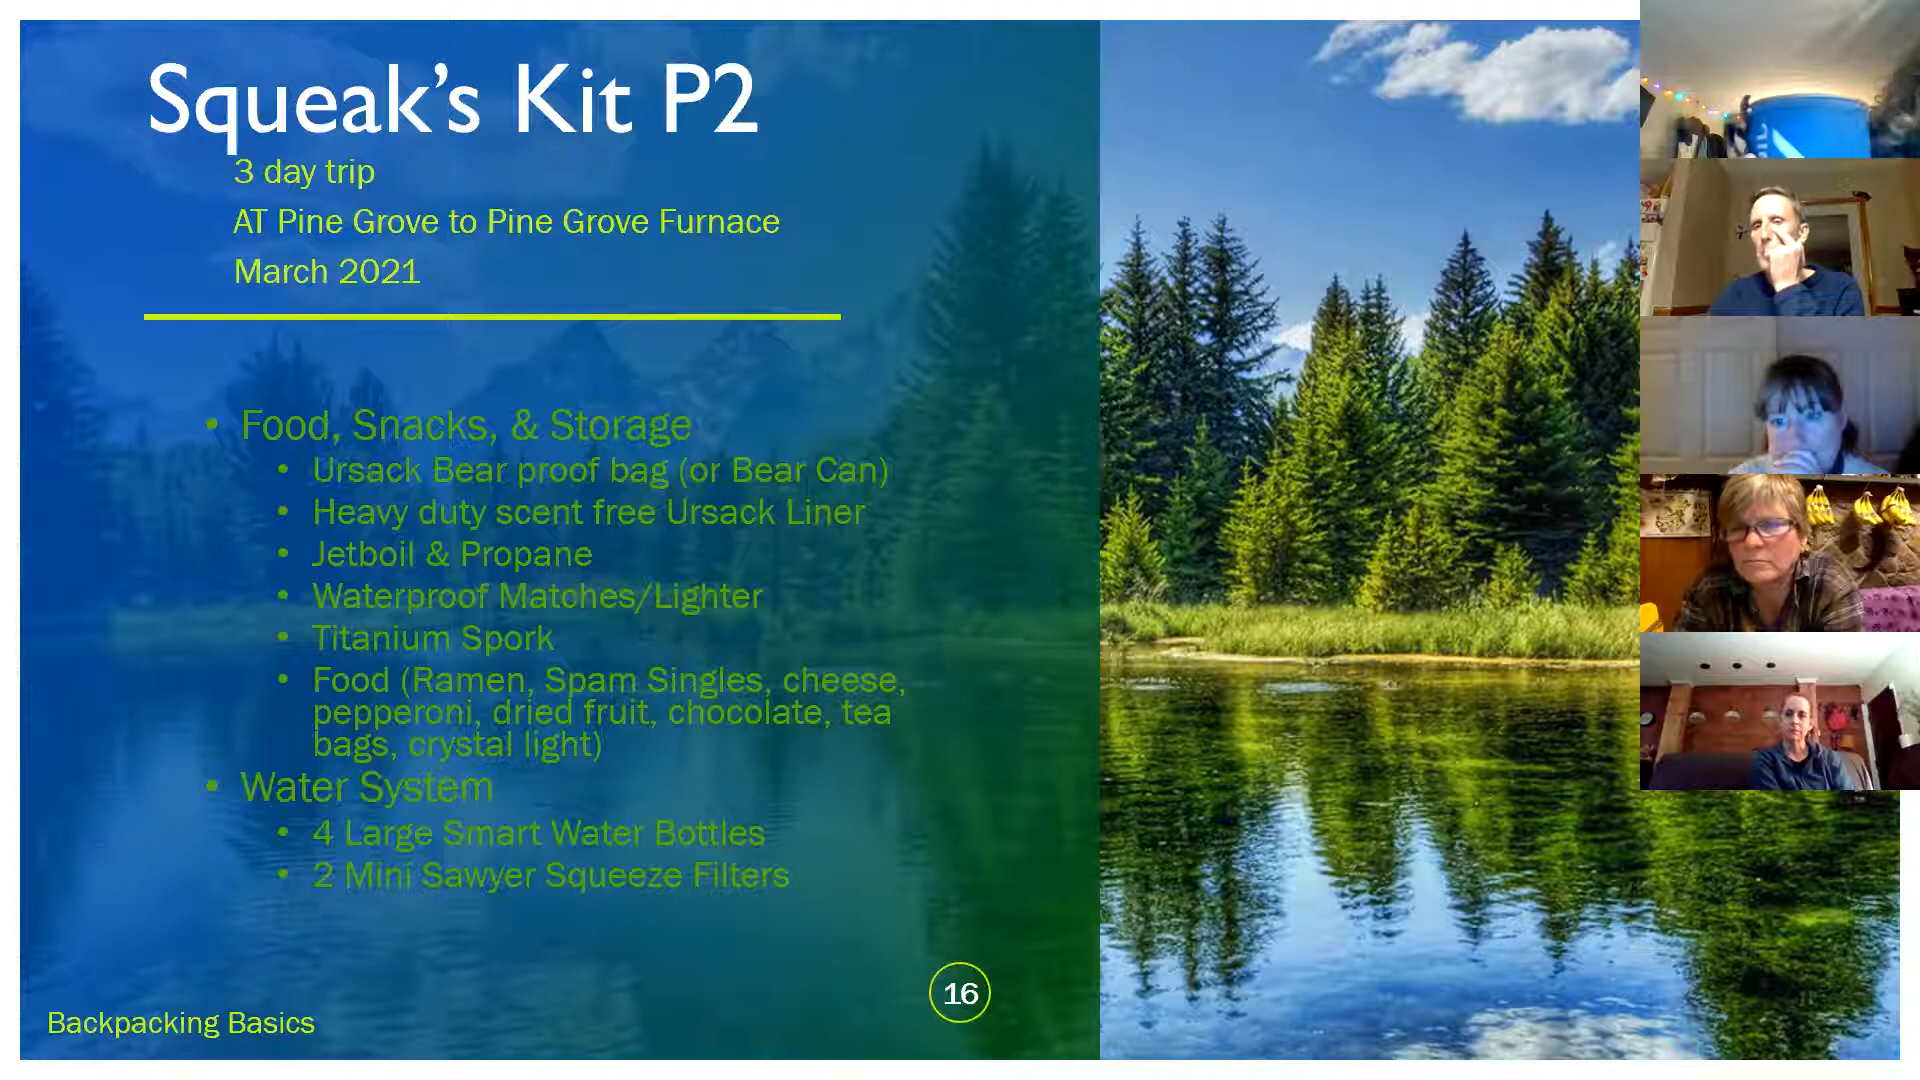 Squeak’s Kit P2
3 day trip
AT Pine Grove to Pine Grove Furnace
March 2021
• Food, Snacks, & Storage
• Ursack Bear proof bag (or Bear Can)
• Heavy duty scent free Ursack Liner
• Jetboil & Propane
• Waterproof Matches/Lighter
• Titanium Spork
• Food (Ramen, Spam Singles, cheese,
pepperoni, dried fruit, chocolate, tea
bags, crystal light)
• Water System
• 4 Large Smart Water Bottles
• 2 Mini Sawyer Squeeze Filters
16
Backpacking Basics